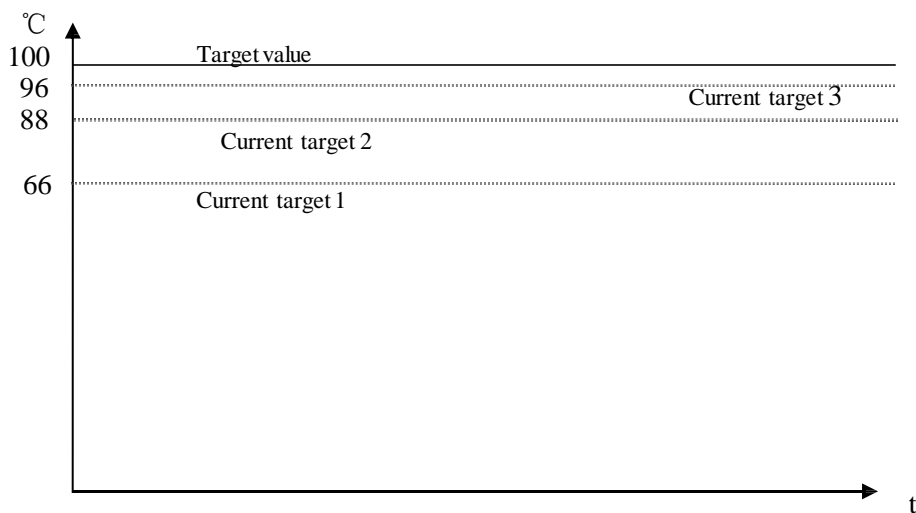 ℃
100
Target value
96
Current target 3
88
Current target 2
66
Current target 1
t